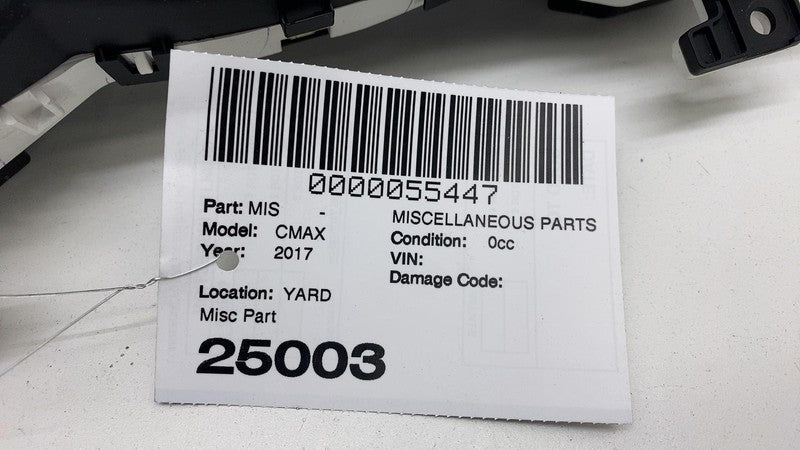 0000055447
Part: MIS - MISCELLANEOUS PARTS
Model: CMAX Condition: 0cc
Year: 2017 VIN:
Damage Code:
Location: YARD
Misc Part
25003